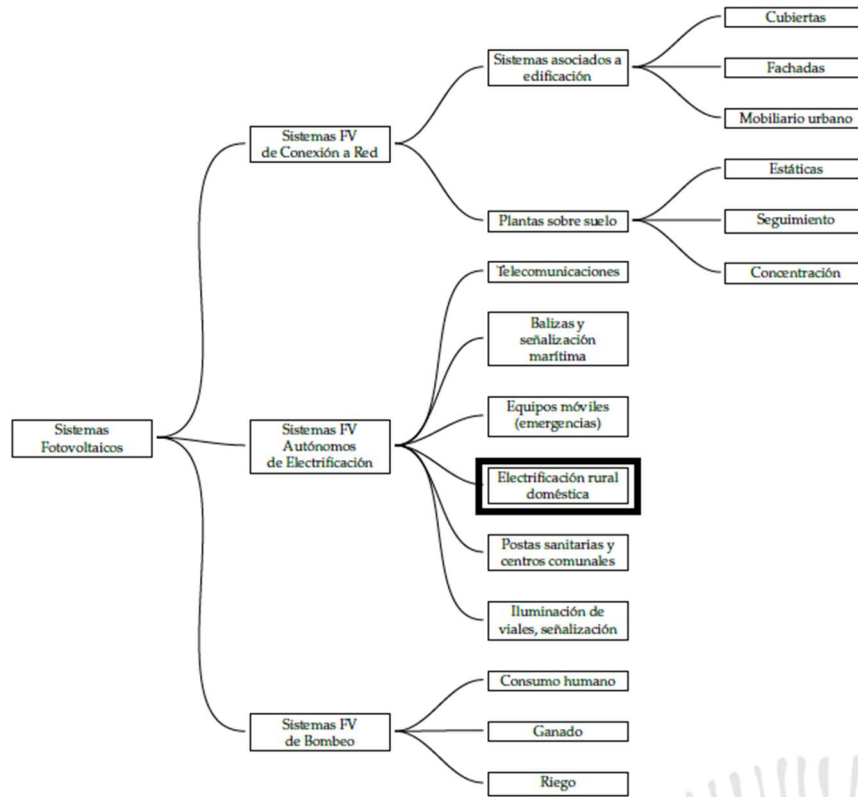 Sistemas
Fotovoltaicos
Sistemas FV
de Conexión a Red
Sistemas asociados a
edificación
Cubiertas
Fachadas
Mobiliario urbano
Plantas sobre suelo
Estáticas
Seguimiento
Concentración
Sistemas FV
Autónomos
de Electrificación
Telecomunicaciones
Balizas y
señalización
marítima
Equipos móviles
(emergencias)
Electrificación rural
doméstica
Postas sanitarias y
centros comunales
Iluminación de
viales, señalización
Sistemas FV
de Bombeo
Consumo humano
Ganado
Riego